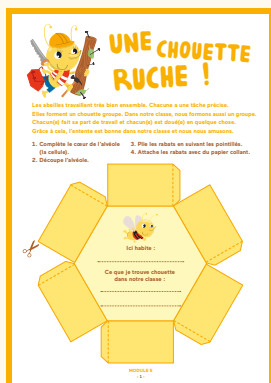 UNE CHOUETTE
RUCHE !
Les abeilles travaillent très bien ensemble. Chacune a une tâche précise.
Elles forment un chouette groupe. Dans notre classe, nous formons aussi un groupe.
Chacun(e) fait sa part de travail et chacun(e) est doué(e) en quelque chose.
Grâce à cela, l'entente est bonne dans notre classe et nous nous amusons.
1. Complète le cœur de l'alvéole
(la cellule).
2. Découpe l'alvéole.
3. Plie les rabats en suivant les pointillés.
4. Attache les rabats avec du papier collant.
Ici habite :
Ce que je trouve chouette
dans notre classe :
MODULE 5
- 1 -